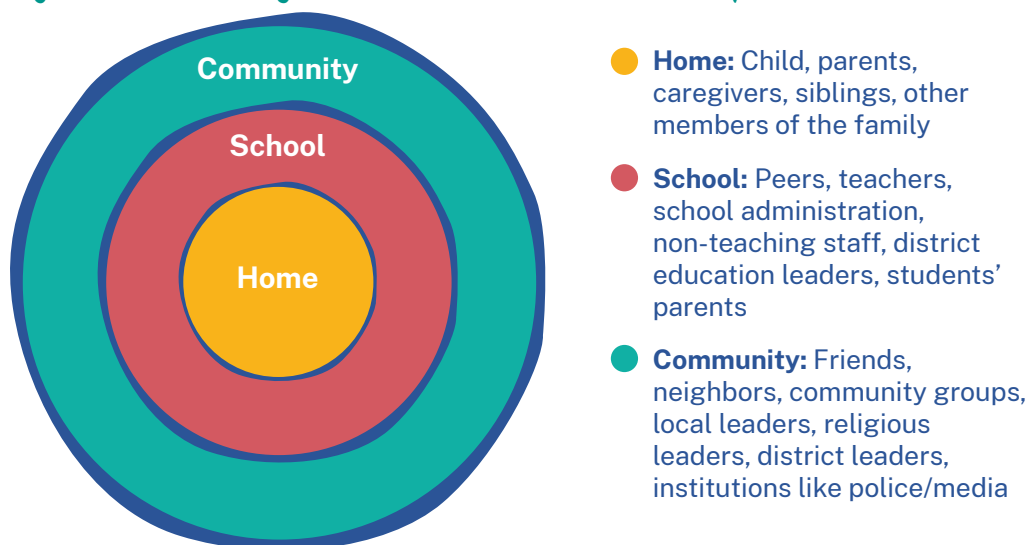 Community
School
Home
Home: Child, parents,
caregivers, siblings, other
members of the family
School: Peers, teachers,
school administration,
non-teaching staff, district
education leaders, students’
parents
Community: Friends,
neighbors, community groups,
local leaders, religious
leaders, district leaders,
institutions like police/media